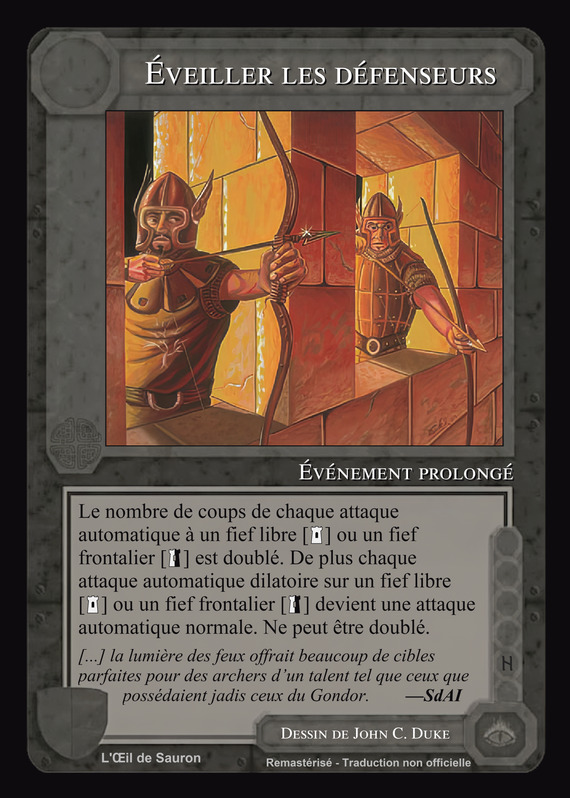 Éveiller les défenseurs
Événement prolongé
Le nombre de coups de chaque attaque
automatique à un fief libre [ ] ou un fief
frontalier [ ] est doublé. De plus chaque
attaque automatique dilatoire sur un fief libre
[ ] ou un fief frontalier [ ] devient une attaque
automatique normale. Ne peut être doublé.
[...] la lumière des feux offrait beaucoup de cibles
parfaites pour des archers d’un talent tel que ceux que
possédaient jadis ceux du Gondor. —SdAI
Dessin de John C. Duke
L'Œil de Sauron
Remastérisé - Traduction non officielle